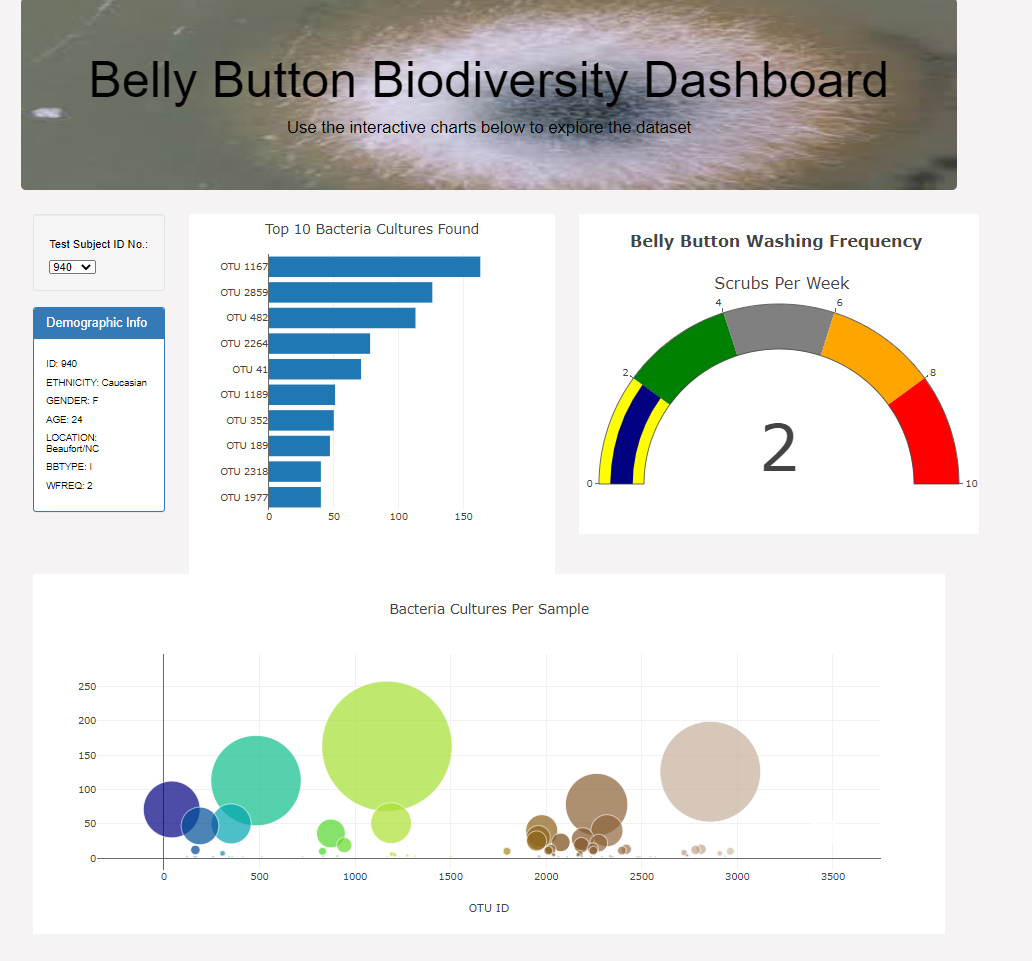 Belly Button Biodiversity Dashboard
Use the interactive charts below to explore the dataset
Test Subject ID No.:
940
Demographic Info
ID: 940
ETHNICITY: Caucasian
GENDER: F
AGE: 24
LOCATION:
Beaufort/NC
BBTYPE: I
WFREQ: 2
Top 10 Bacteria Cultures Found
OTU 1167
OTU 2859
OTU 482
OTU 2264
OTU 41
OTU 1189
OTU 352
OTU 189
OTU 2318
OTU 1977
0 50 100 150
Belly Button Washing Frequency
Scrubs Per Week
4 6
2 8
2
0 10
Bacteria Cultures Per Sample
250
200
150
100
50
0
0 500 1000 1500 2000 2500 3000 3500
OTU ID